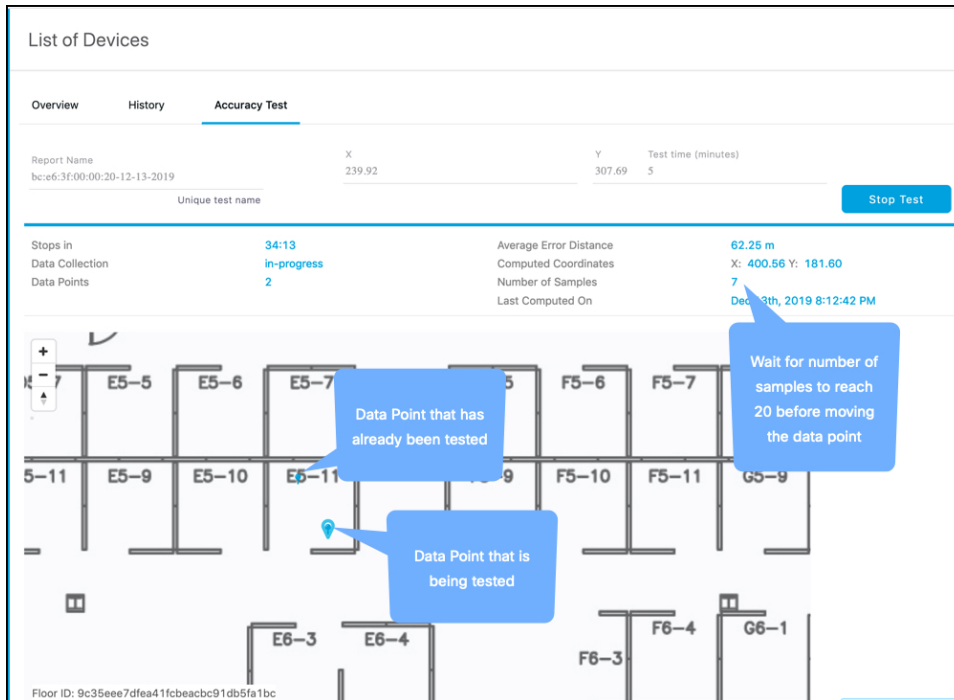 List of Devices
Overview History Accuracy Test
Report Name X Y Test time (minutes)
bc:e6:3f:00:00:20-12-13-2019 239.92 307.69 5
Unique test name Stop Test
Stops in 34:13 Average Error Distance 62.25 m
Data Collection in-progress Computed Coordinates X: 400.56 Y: 181.60
Data Points 2 Number of Samples 7
Last Computed On 2019 8:12:42 PM
Wait for number of
samples to reach
20 before moving
the data point
E5-5 E5-6 E5-7 F5-6 F5-7
Data Point that has
already been tested
5-11 E5-9 E5-10 E5-11 F5-10 F5-11 G5-9
Data Point that is
being tested
E6-3 E6-4 F6-4 G6-1
F6-3
Floor ID: 9c35eee7dfea41fcbeacbc91db5fa1bc